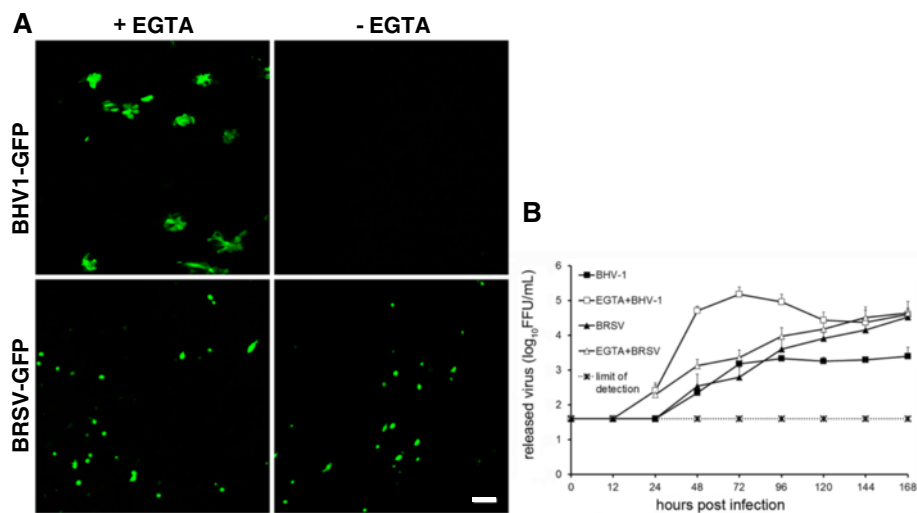 A
+ EGTA
- EGTA
BHV1-GFP
BRSV-GFP
B
released virus (log₁₀FFU/mL)
6
5
4
3
2
1
0
BHV-1
EGTA+BHV-1
BRSV
EGTA+BRSV
limit of
detection
0 12 24 48 72 96 120 144 168
hours post infection